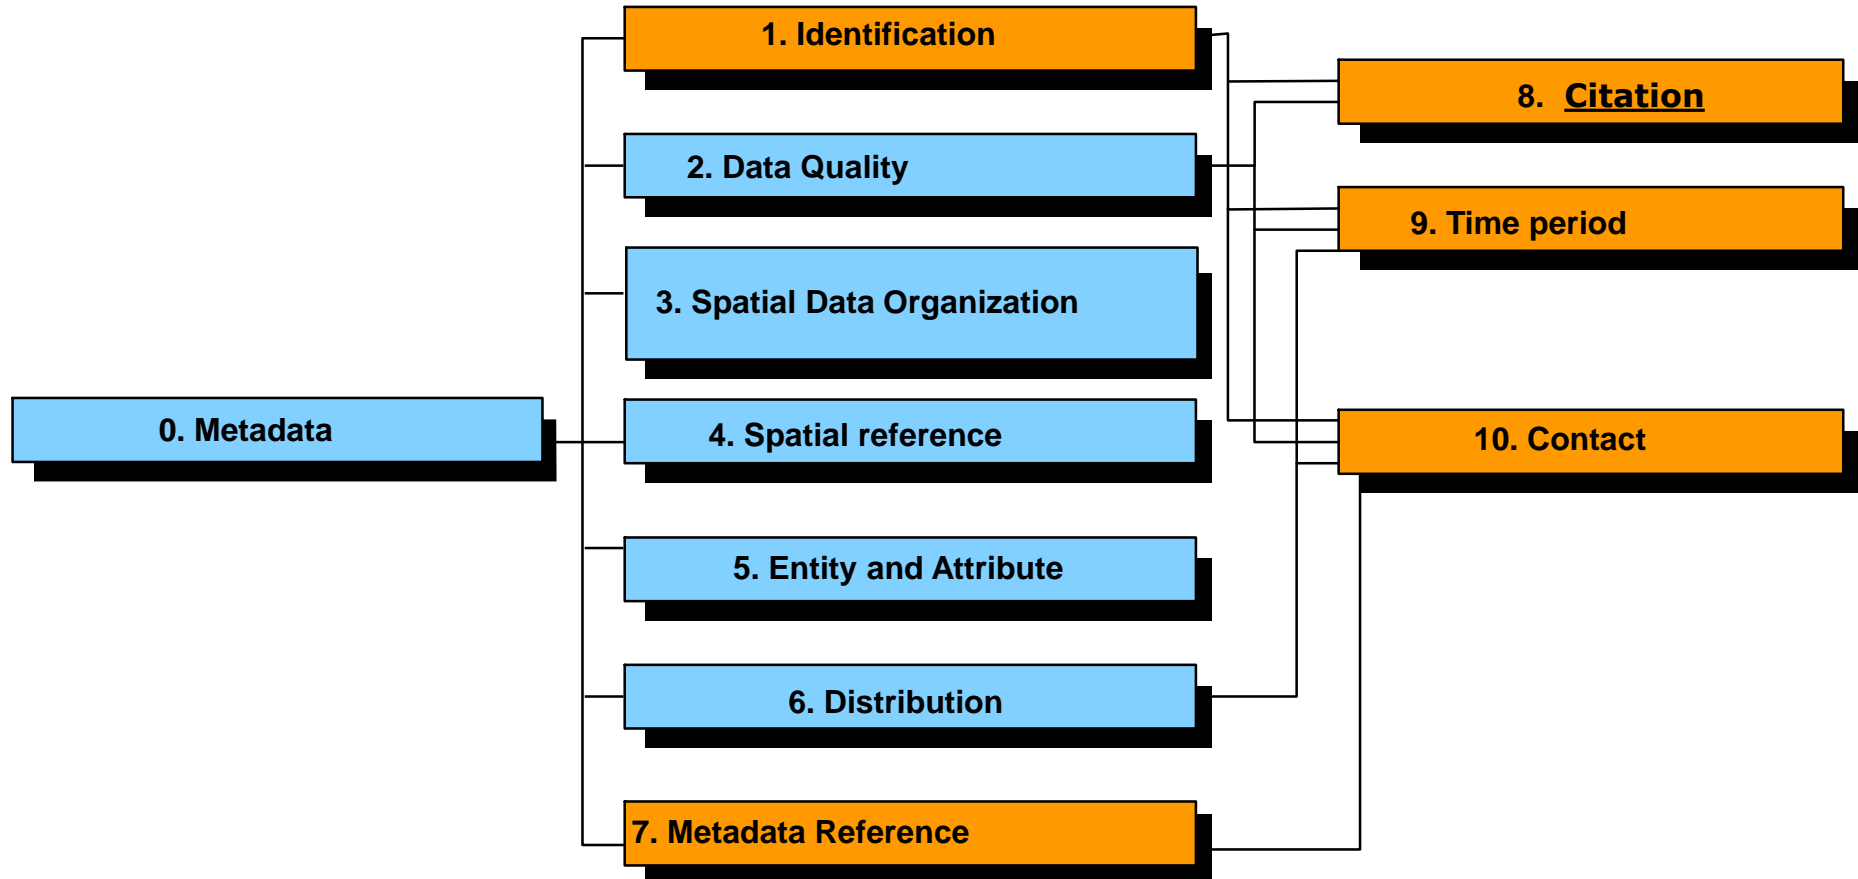 1. Identification
8. Citation
2. Data Quality
9. Time period
3. Spatial Data Organization
0. Metadata
4. Spatial reference
10. Contact
5. Entity and Attribute
6. Distribution
7. Metadata Reference